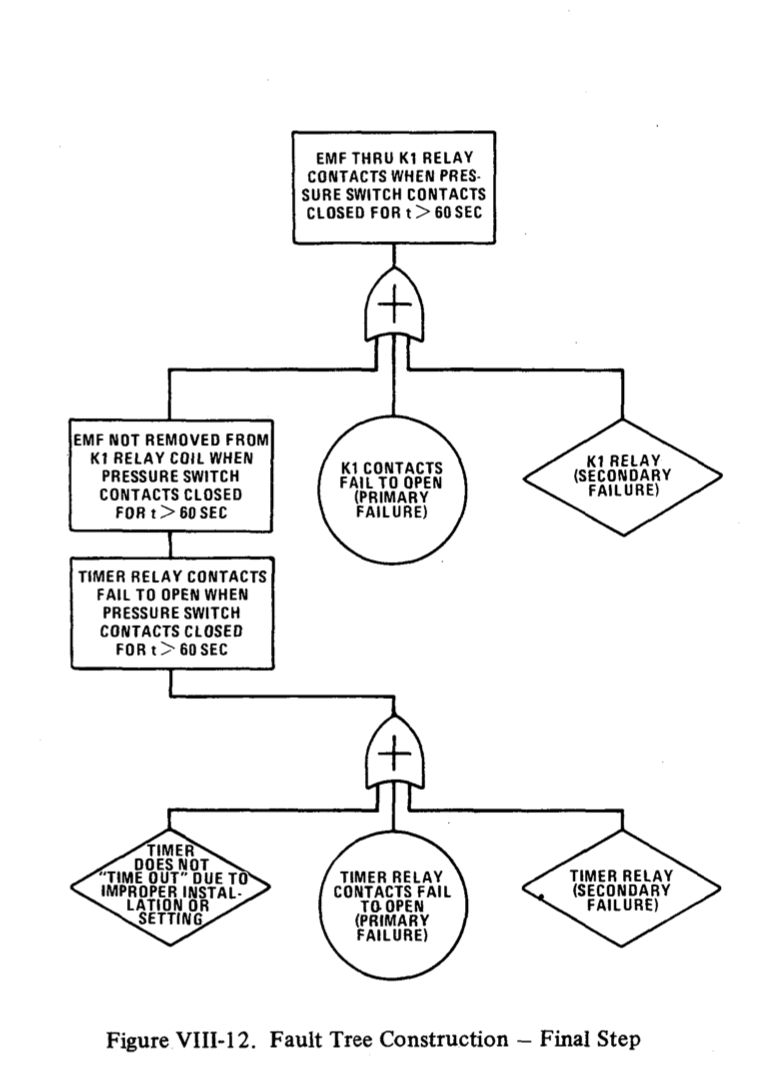 EMF THRU K1 RELAY
CONTACTS WHEN PRES-
SURE SWITCH CONTACTS
CLOSED FOR t > 60 SEC
EMF NOT REMOVED FROM
K1 RELAY COIL WHEN
PRESSURE SWITCH
CONTACTS CLOSED
FOR t > 60 SEC
K1 CONTACTS
FAIL TO OPEN
(PRIMARY
FAILURE)
K1 RELAY
(SECONDARY
FAILURE)
TIMER RELAY CONTACTS
FAIL TO OPEN WHEN
PRESSURE SWITCH
CONTACTS CLOSED
FOR t > 60 SEC
TIMER
DOES NOT
"TIME OUT" DUE TO
IMPROPER INSTAL-
LATION OR
SETTING
TIMER RELAY
CONTACTS FAIL
TO OPEN
(PRIMARY
FAILURE)
TIMER RELAY
(SECONDARY
FAILURE)
Figure VIII-12. Fault Tree Construction – Final Step